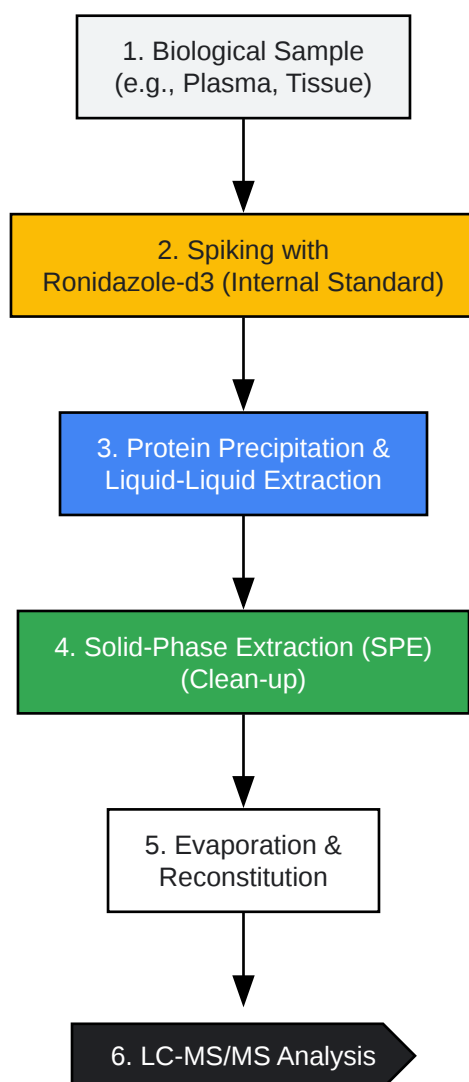 1. Biological Sample
(e.g., Plasma, Tissue)
2. Spiking with
Ronidazole-d3 (Internal Standard)
3. Protein Precipitation &
Liquid-Liquid Extraction
4. Solid-Phase Extraction (SPE)
(Clean-up)
5. Evaporation &
Reconstitution
6. LC-MS/MS Analysis